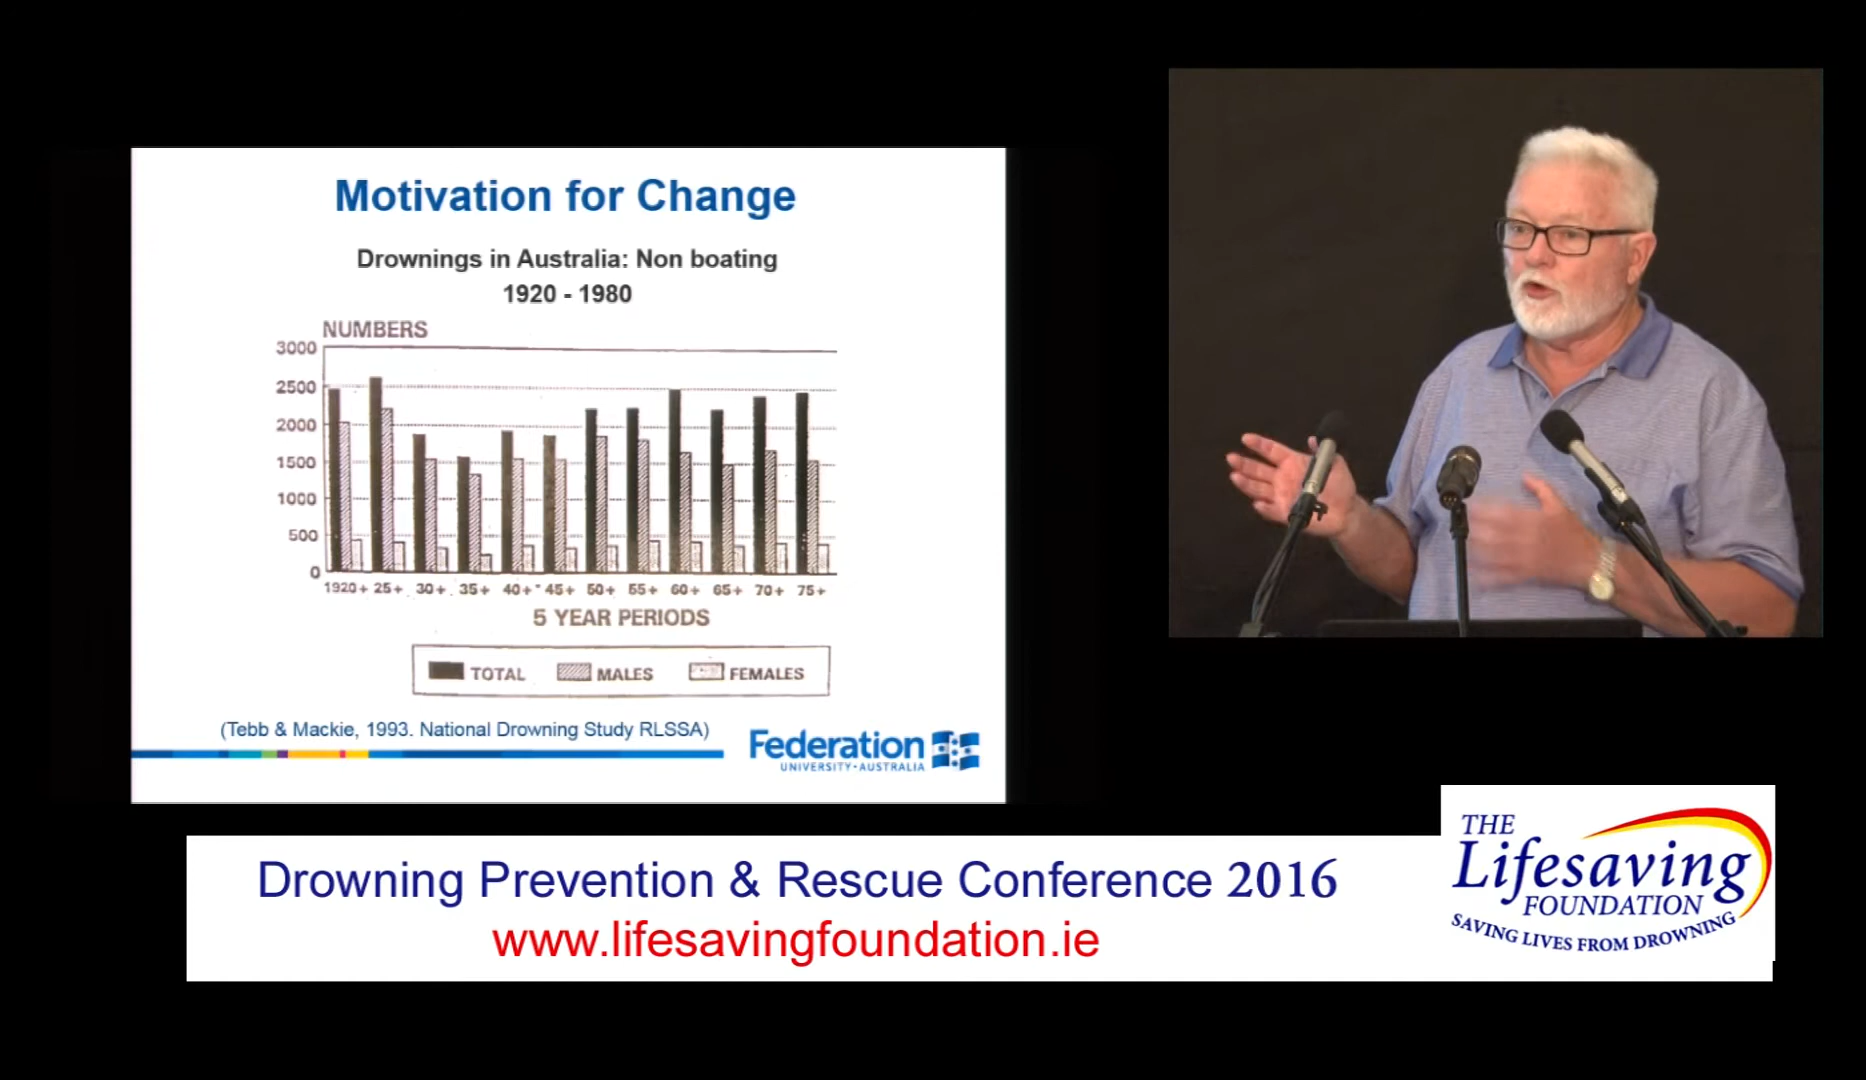 Motivation for Change
Drownings in Australia: Non boating
1920 - 1980
NUMBERS
3000
2500
2000
1500
1000
500
0
1920+ 25+ 30+ 35+ 40+ 45+ 50+ 55+ 60+ 65+ 70+ 75+
5 YEAR PERIODS
TOTAL MALES FEMALES
(Tebb & Mackie, 1993. National Drowning Study RLSSA)
Federation
UNIVERSITY • AUSTRALIA
Drowning Prevention & Rescue Conference 2016
www.lifesavingfoundation.ie
THE
Lifesaving
FOUNDATION
SAVING LIVES FROM DROWNING